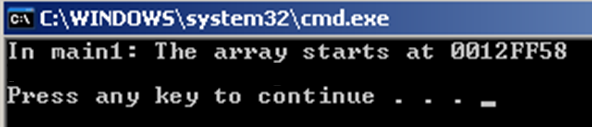 C:\WINDOWS\system32\cmd.exe
In main1: The array starts at 0012FF58
Press any key to continue . . . _